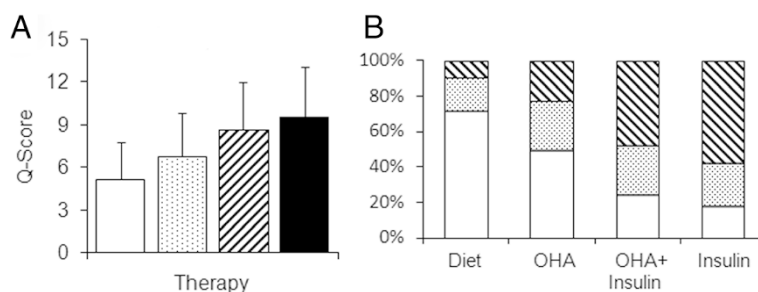 A
15
12
9
6
3
0
Q-Score
Therapy
B
100%
80%
60%
40%
20%
0%
Diet
OHA
OHA+
Insulin
Insulin